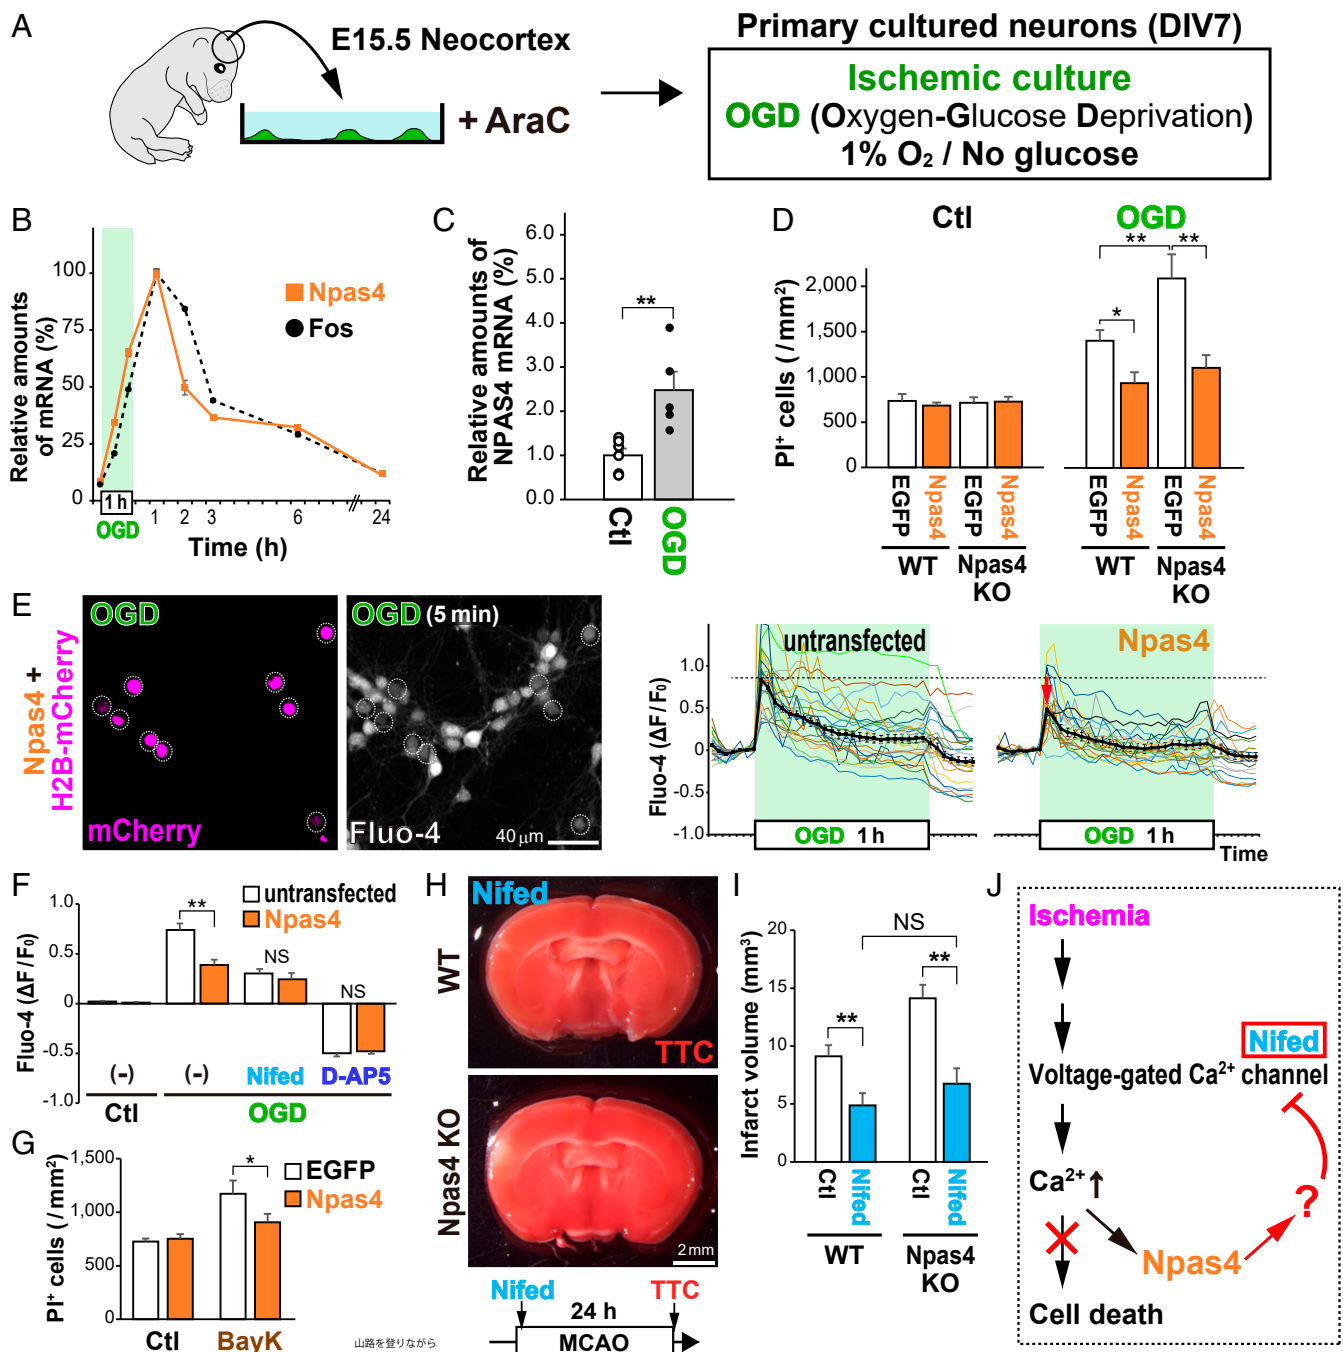 A
E15.5 Neocortex
+ AraC
Primary cultured neurons (DIV7)
Ischemic culture
OGD (Oxygen-Glucose Deprivation)
1% O₂ / No glucose
B
Relative amounts
of mRNA (%)
100
75
50
25
0
Npas4
Fos
1 h
OGD
1
2
3
6
24
Time (h)
C
Relative amounts of
NPAS4 mRNA (%)
6.0
5.0
4.0
3.0
2.0
1.0
0.0
**
Ctl
OGD
D
Ctl
OGD
PI⁺ cells ( /mm²)
2,000
1,500
1,000
500
0
*
**
**
EGFP
Npas4
EGFP
Npas4
EGFP
Npas4
EGFP
Npas4
WT
Npas4
KO
WT
Npas4
KO
E
Npas4 +
H2B-mCherry
OGD
mCherry
OGD (5 min)
Fluo-4
40 μm
Fluo-4 (ΔF / F₀)
1.0
0.5
0
-0.5
-1.0
untransfected
Npas4
OGD 1 h
OGD 1 h
Time
F
Fluo-4 (ΔF / F₀)
1.0
0.5
0
-0.5
-1.0
untransfected
Npas4
**
NS
NS
(-)
(-)
Nifed
D-AP5
Ctl
OGD
G
PI⁺ cells ( /mm²)
1,500
1,000
500
0
EGFP
Npas4
*
Ctl
BayK
山路を登りながら
H
Nifed
WT
TTC
Npas4 KO
2 mm
Nifed
TTC
24 h
MCAO
I
Infarct volume (mm³)
20
15
10
5
0
NS
**
**
Ctl
Nifed
Ctl
Nifed
WT
Npas4
KO
J
Ischemia
Nifed
Voltage-gated Ca²⁺ channel
Ca²⁺ ↑
?
Npas4
Cell death